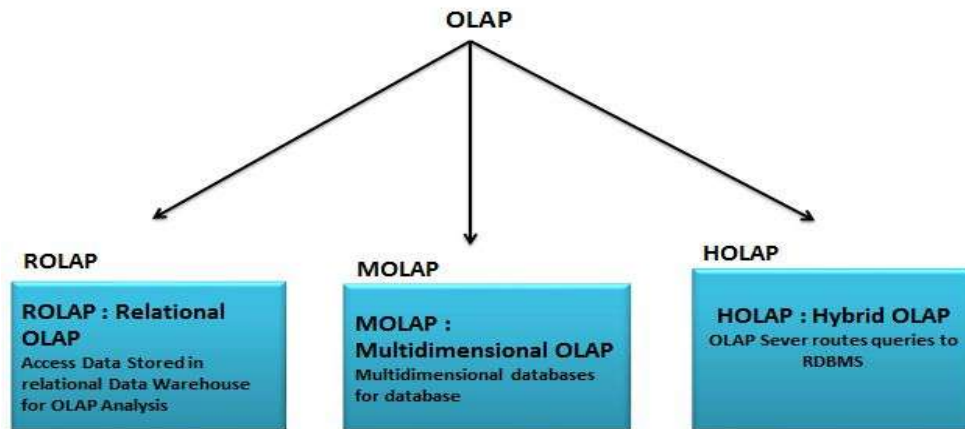 OLAP
ROLAP
ROLAP : Relational
OLAP
Access Data Stored in
relational Data Warehouse
for OLAP Analysis
MOLAP
MOLAP :
Multidimensional OLAP
Multidimensional databases
for database
HOLAP
HOLAP : Hybrid OLAP
OLAP Sever routes queries to
RDBMS